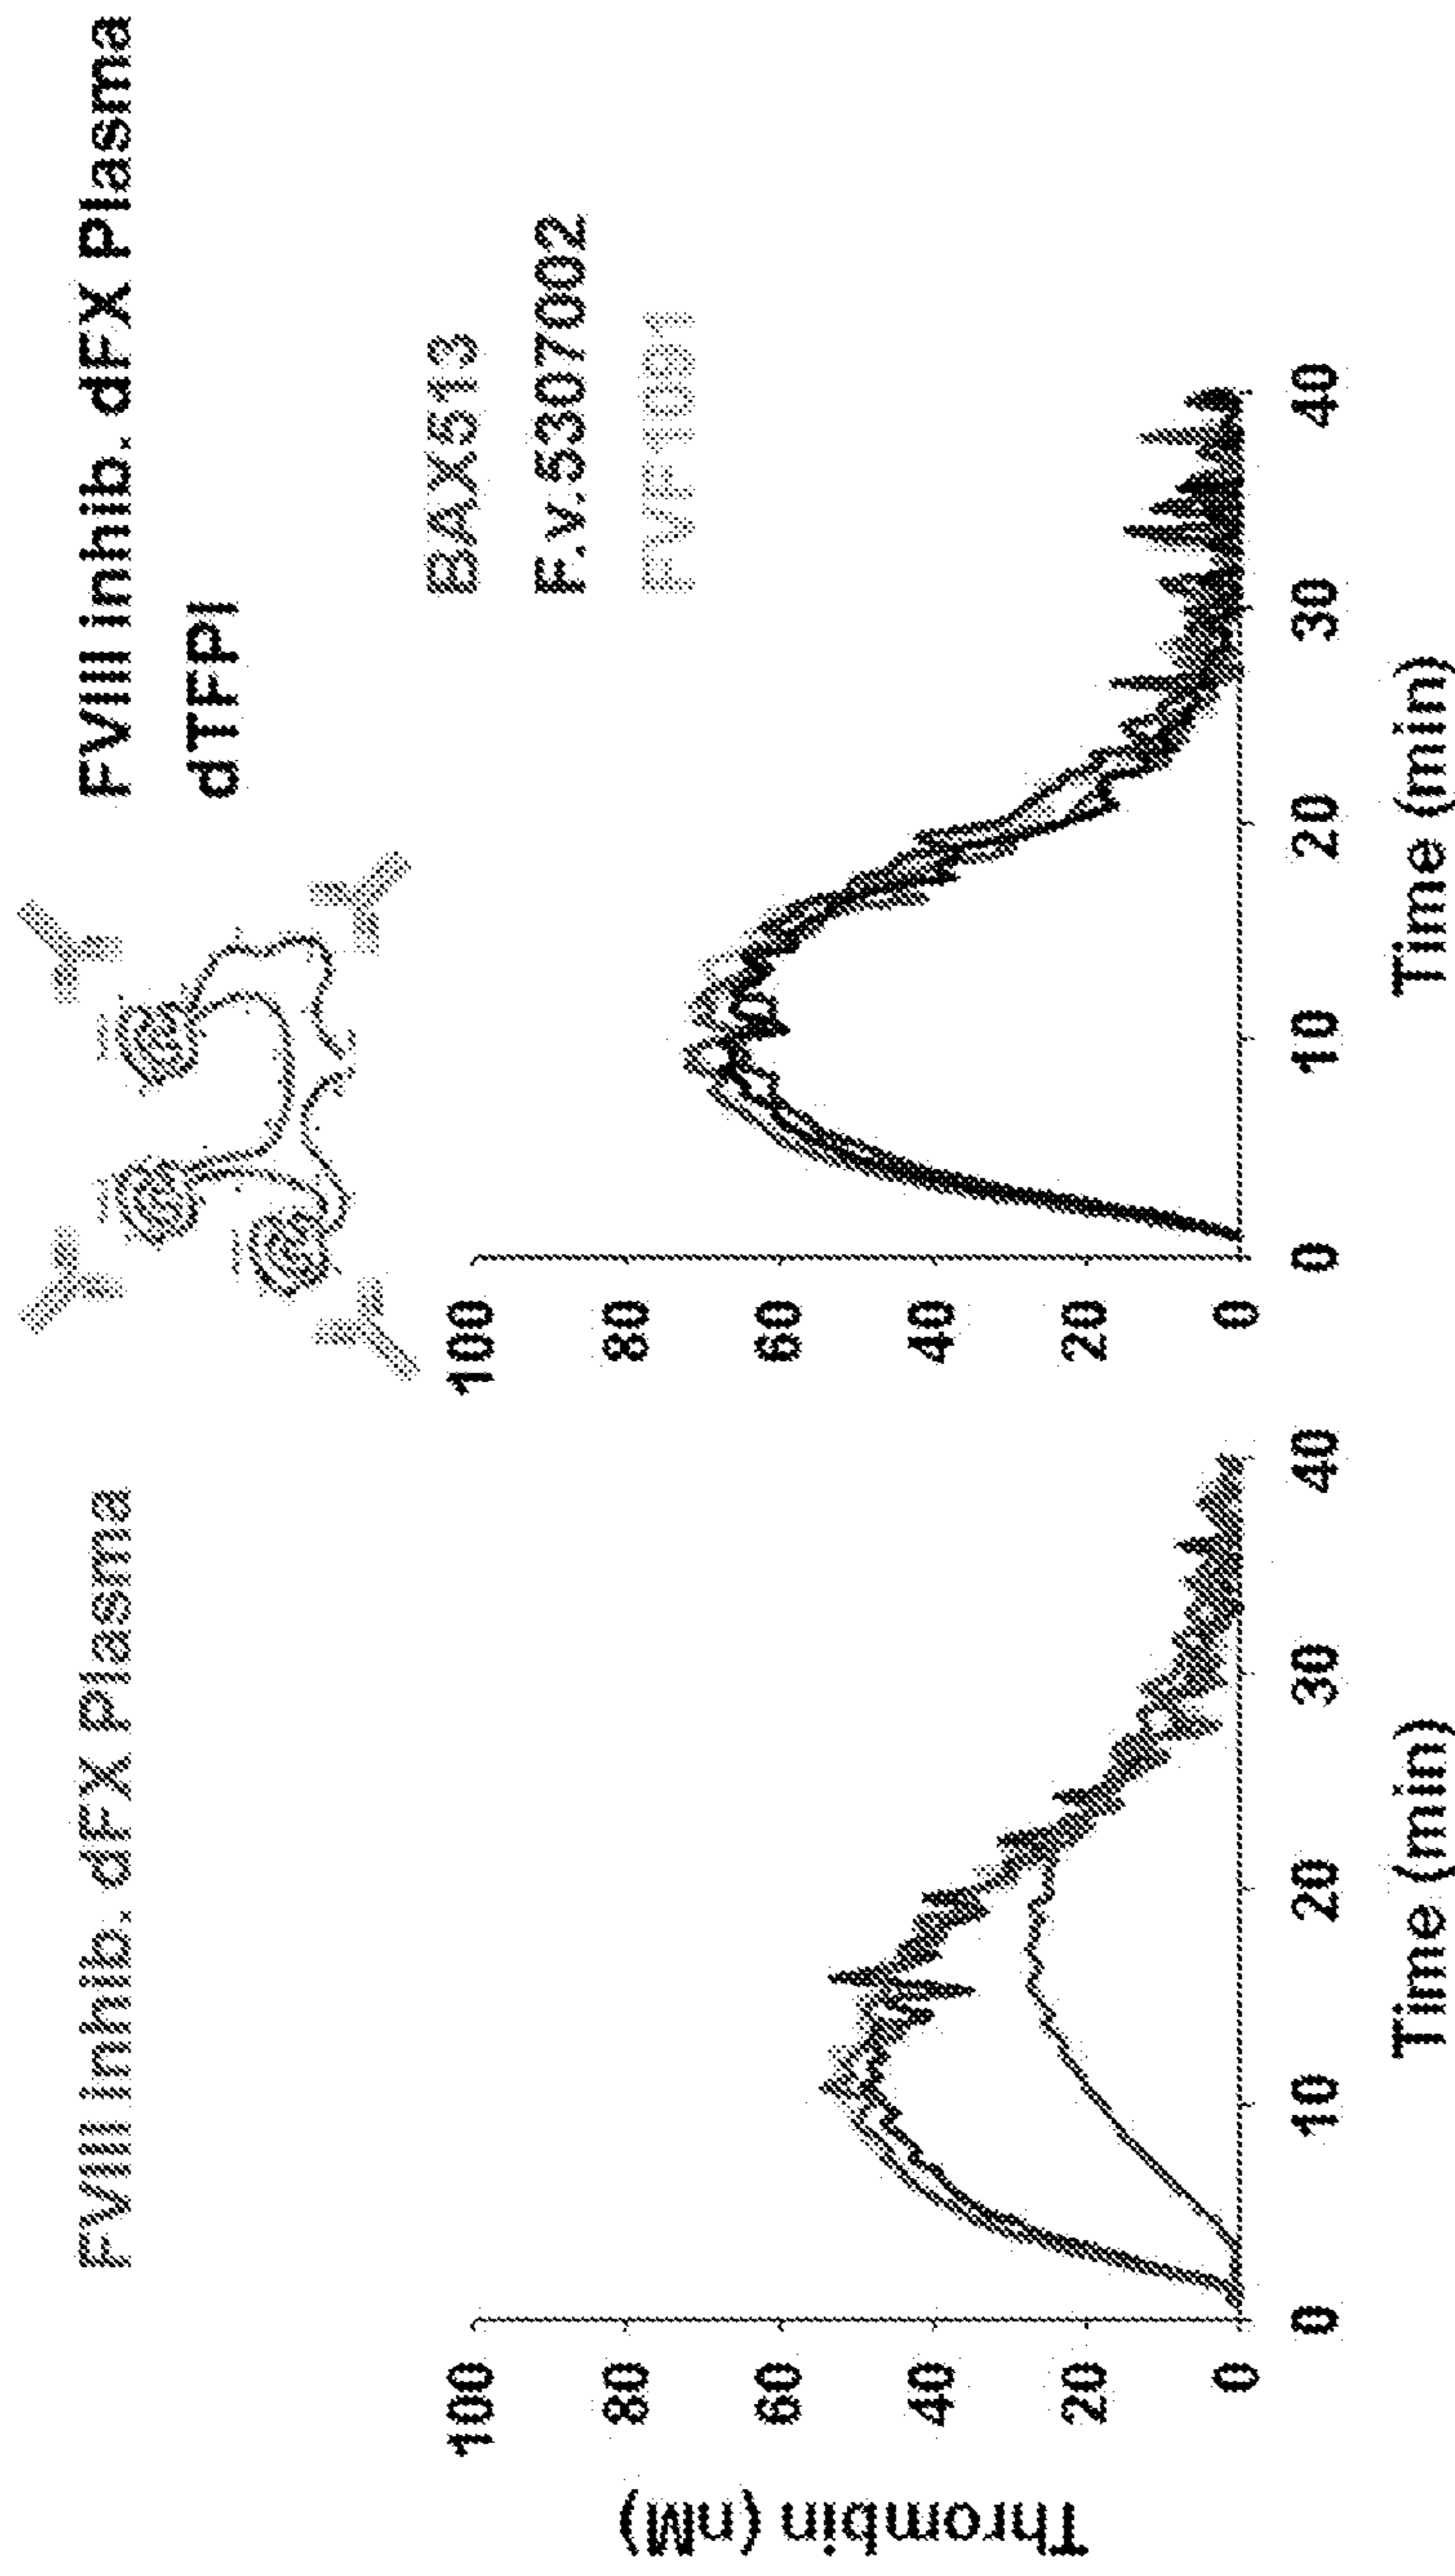 FVIII inhib. dFX Plasma
FVIII inhib. dFX Plasma
dTFPI
BAX513
F.v.5307002
FVF1091
Thrombin (nM)
100
80
60
40
20
0
0 10 20 30 40
Time (min)
100
80
60
40
20
0
0 10 20 30 40
Time (min)